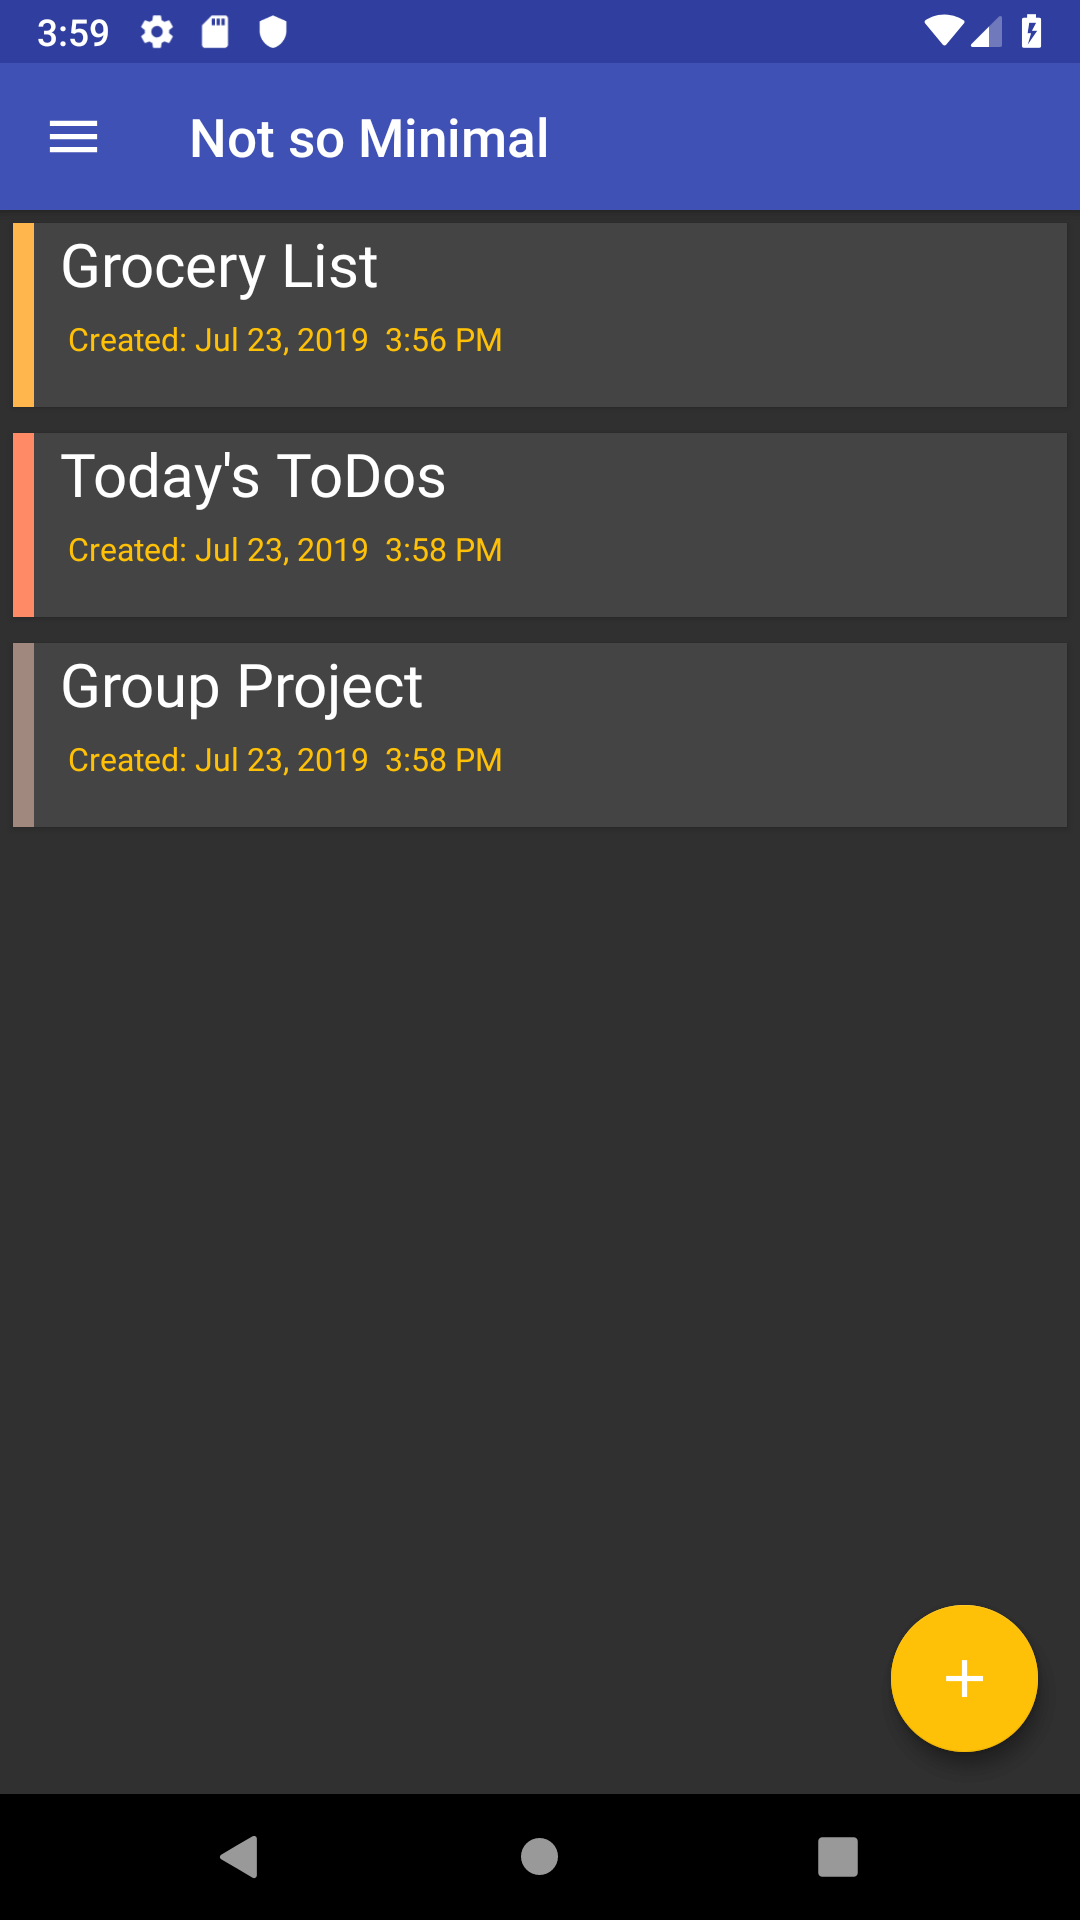 3:59
Not so Minimal
Grocery List
Created: Jul 23, 2019  3:56 PM
Today's ToDos
Created: Jul 23, 2019  3:58 PM
Group Project
Created: Jul 23, 2019  3:58 PM